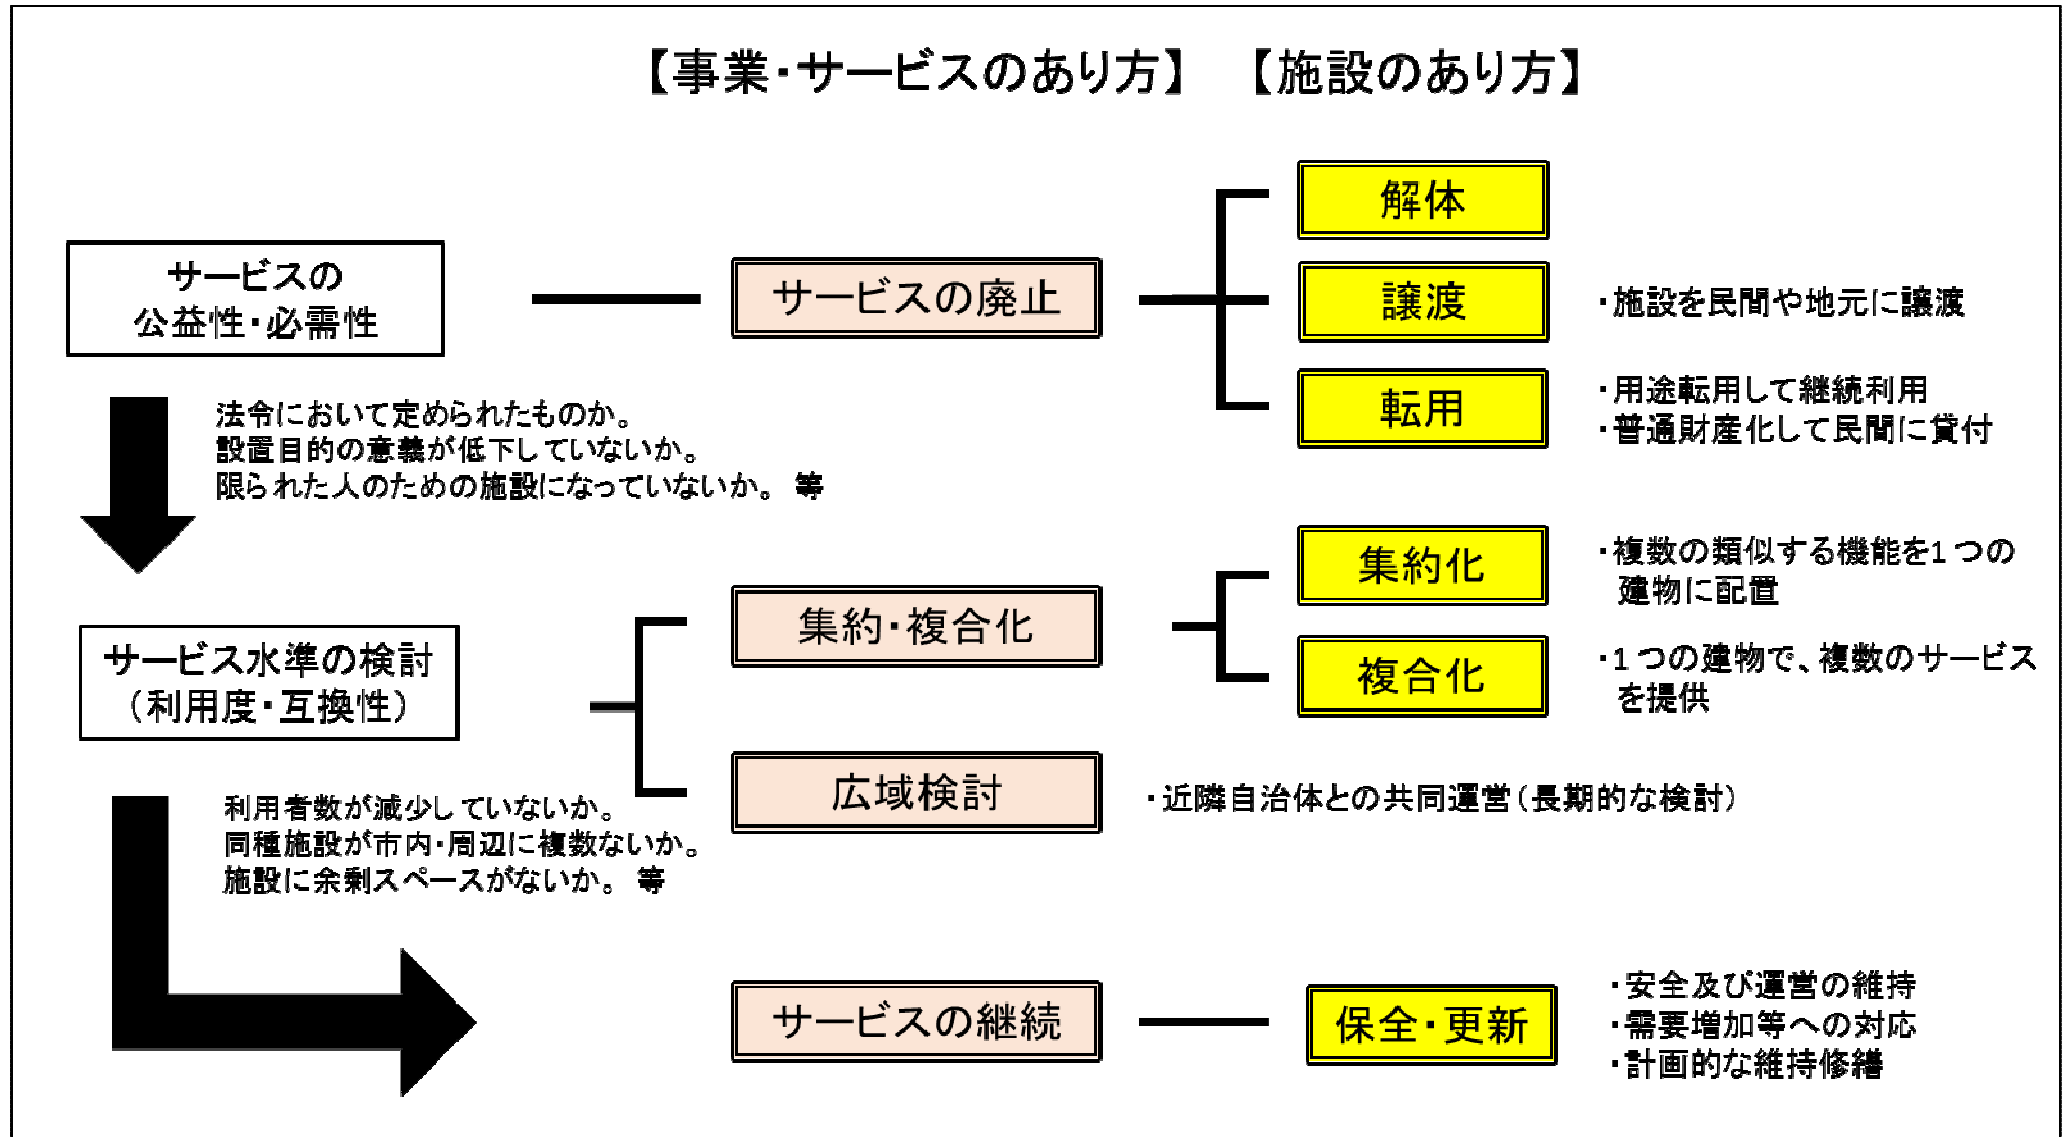 【事業・サービスのあり方】 【施設のあり方】
サービスの
公益性・必需性
サービスの廃止
解体
譲渡
・施設を民間や地元に譲渡
転用
・用途転用して継続利用
・普通財産化して民間に貸付
法令において定められたものか。
設置目的の意義が低下していないか。
限られた人のための施設になっていないか。 等
サービス水準の検討
(利用度・互換性)
集約・複合化
集約化
・複数の類似する機能を1つの
建物に配置
複合化
・1つの建物で、複数のサービス
を提供
広域検討
・近隣自治体との共同運営(長期的な検討)
利用者数が減少していないか。
同種施設が市内・周辺に複数ないか。
施設に余剰スペースがないか。 等
サービスの継続
保全・更新
・安全及び運営の維持
・需要増加等への対応
・計画的な維持修繕